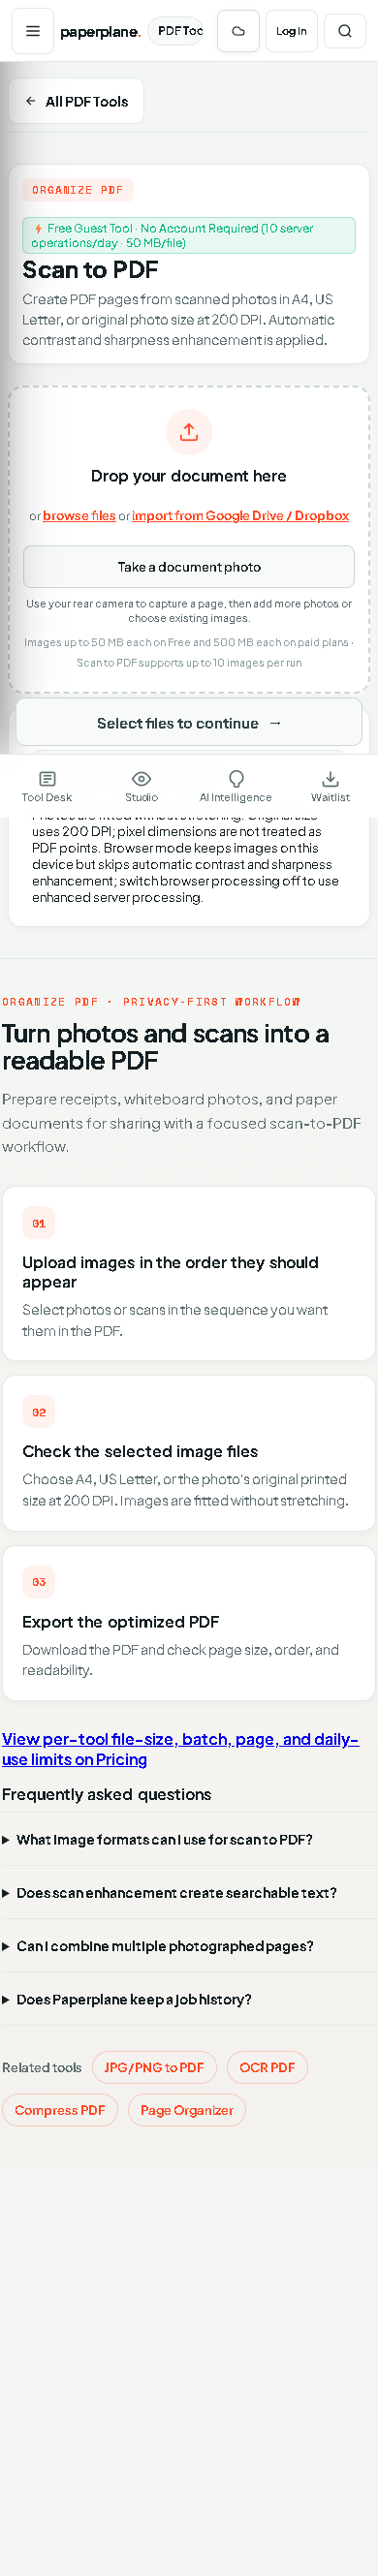 paperplane.
PDF Too
Log In
← All PDF Tools
ORGANIZE PDF
Free Guest Tool · No Account Required (10 server
operations/day · 50 MB/file)
Scan to PDF
Create PDF pages from scanned photos in A4, US
Letter, or original photo size at 200 DPI. Automatic
contrast and sharpness enhancement is applied.
Drop your document here
or browse files or import from Google Drive / Dropbox
Take a document photo
Use your rear camera to capture a page, then add more photos or
choose existing images.
Images up to 50 MB each on Free and 500 MB each on paid plans ·
Scan to PDF supports up to 10 images per run
Select files to continue →
Tool Desk
Studio
AI Intelligence
Waitlist
uses 200 DPI; pixel dimensions are not treated as
PDF points. Browser mode keeps images on this
device but skips automatic contrast and sharpness
enhancement; switch browser processing off to use
enhanced server processing.
ORGANIZE PDF · PRIVACY-FIRST WORKFLOW
Turn photos and scans into a
readable PDF
Prepare receipts, whiteboard photos, and paper
documents for sharing with a focused scan-to-PDF
workflow.
01
Upload images in the order they should
appear
Select photos or scans in the sequence you want
them in the PDF.
02
Check the selected image files
Choose A4, US Letter, or the photo's original printed
size at 200 DPI. Images are fitted without stretching.
03
Export the optimized PDF
Download the PDF and check page size, order, and
readability.
View per-tool file-size, batch, page, and daily-
use limits on Pricing
Frequently asked questions
What image formats can I use for scan to PDF?
Does scan enhancement create searchable text?
Can I combine multiple photographed pages?
Does Paperplane keep a job history?
Related tools
JPG/PNG to PDF
OCR PDF
Compress PDF
Page Organizer